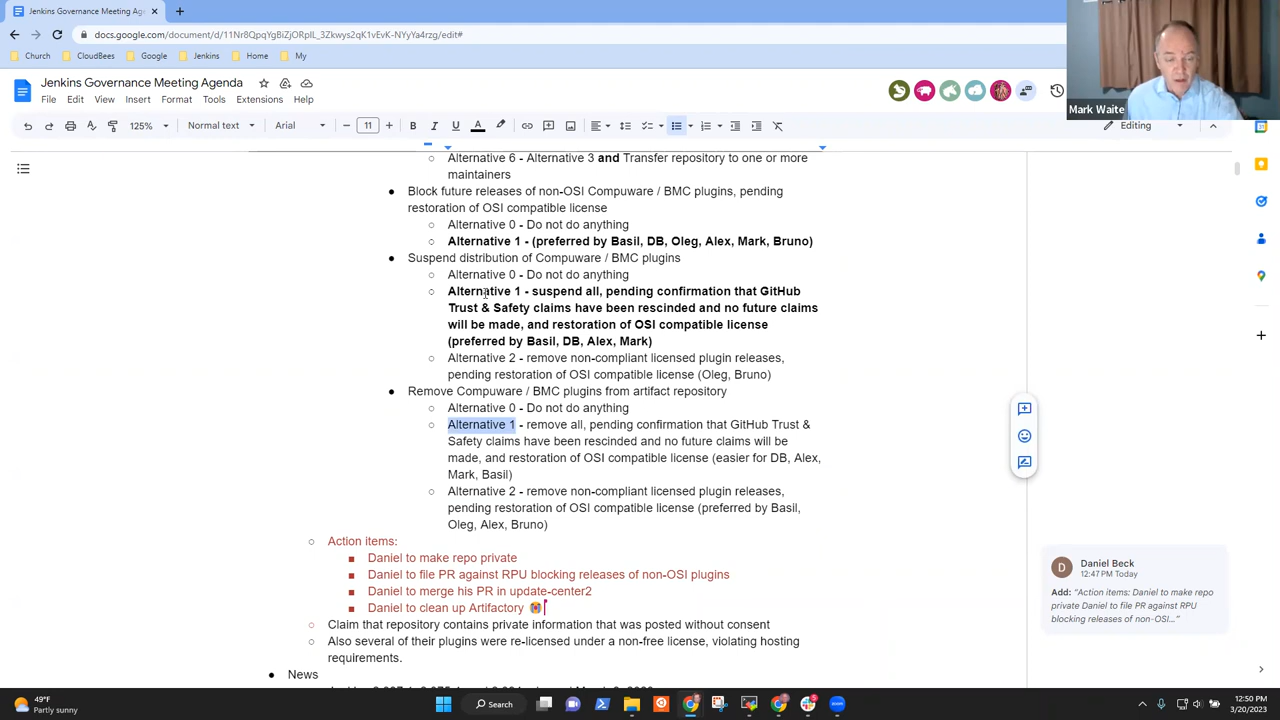 Jenkins Governance Meeting Ag
docs.google.com/document/d/11Nr8QpqYgBiZjORpIL_3Zkwys2qK1vEvK-NYyYa4rzg/edit#
Church
CloudBees
Google
Jenkins
Home
My
Jenkins Governance Meeting Agenda
File Edit View Insert Format Tools Extensions Help
Mark Waite
125%
Normal text
Arial
11
Editing
○ Alternative 6 - Alternative 3 and Transfer repository to one or more
maintainers
● Block future releases of non-OSI Compuware / BMC plugins, pending
restoration of OSI compatible license
○ Alternative 0 - Do not do anything
○ Alternative 1 - (preferred by Basil, DB, Oleg, Alex, Mark, Bruno)
● Suspend distribution of Compuware / BMC plugins
○ Alternative 0 - Do not do anything
○ Alternative 1 - suspend all, pending confirmation that GitHub
Trust & Safety claims have been rescinded and no future claims
will be made, and restoration of OSI compatible license
(preferred by Basil, DB, Alex, Mark)
○ Alternative 2 - remove non-compliant licensed plugin releases,
pending restoration of OSI compatible license (Oleg, Bruno)
● Remove Compuware / BMC plugins from artifact repository
○ Alternative 0 - Do not do anything
○ Alternative 1 - remove all, pending confirmation that GitHub Trust &
Safety claims have been rescinded and no future claims will be
made, and restoration of OSI compatible license (easier for DB, Alex,
Mark, Basil)
○ Alternative 2 - remove non-compliant licensed plugin releases,
pending restoration of OSI compatible license (preferred by Basil,
Oleg, Alex, Bruno)
○ Action items:
■ Daniel to make repo private
■ Daniel to file PR against RPU blocking releases of non-OSI plugins
■ Daniel to merge his PR in update-center2
■ Daniel to clean up Artifactory
○ Claim that repository contains private information that was posted without consent
○ Also several of their plugins were re-licensed under a non-free license, violating hosting
requirements.
● News
D
Daniel Beck
12:47 PM Today
Add: "Action items: Daniel to make repo
private Daniel to file PR against RPU
blocking releases of non-OSI..."
49°F
Partly sunny
Search
12:50 PM
3/20/2023